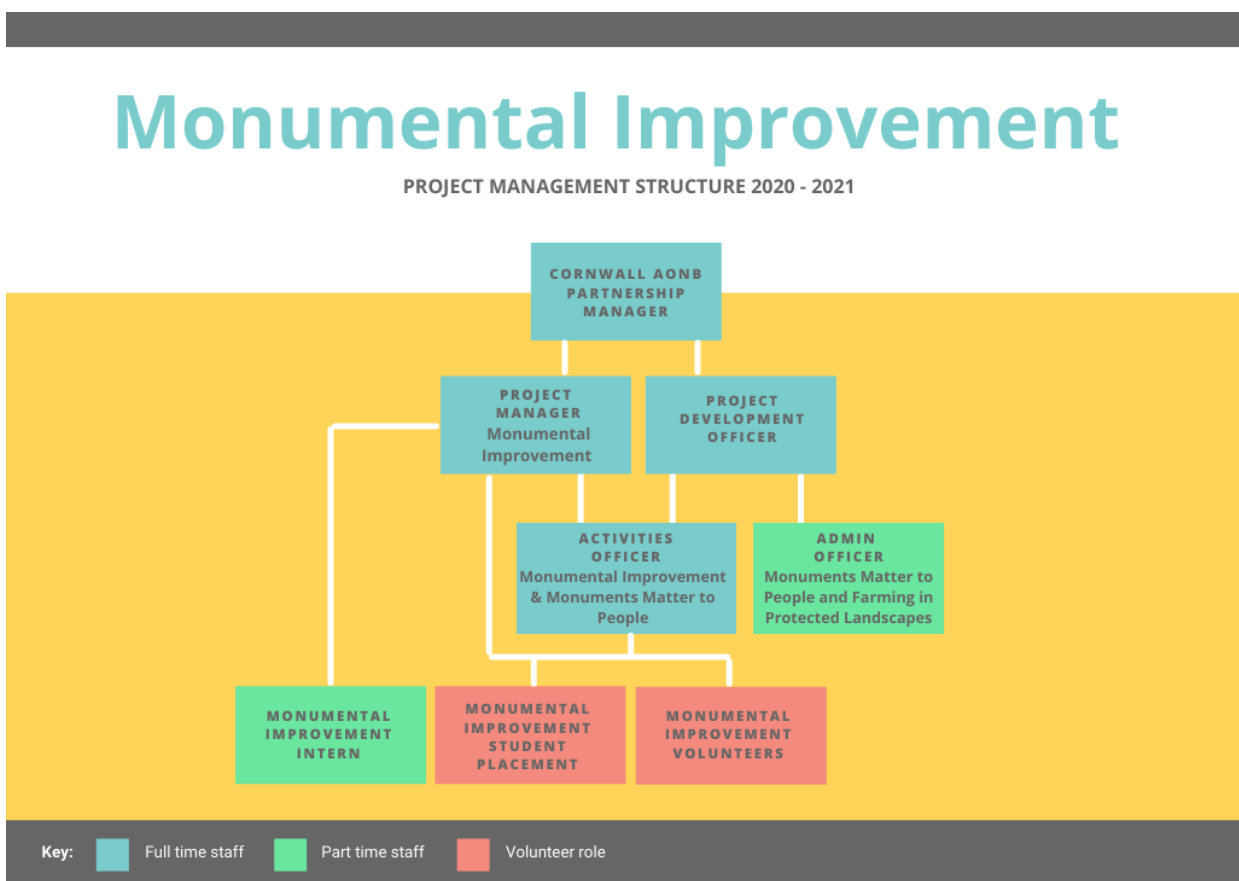 Monumental Improvement
PROJECT MANAGEMENT STRUCTURE 2020 - 2021
CORNWALL AONB
PARTNERSHIP
MANAGER
PROJECT
MANAGER
Monumental
Improvement
PROJECT
DEVELOPMENT
OFFICER
ACTIVITIES
OFFICER
Monumental Improvement
& Monuments Matter to
People
ADMIN
OFFICER
Monuments Matter to
People and Farming in
Protected Landscapes
MONUMENTAL
IMPROVEMENT
INTERN
MONUMENTAL
IMPROVEMENT
STUDENT
PLACEMENT
MONUMENTAL
IMPROVEMENT
VOLUNTEERS
Key: Full time staff Part time staff Volunteer role